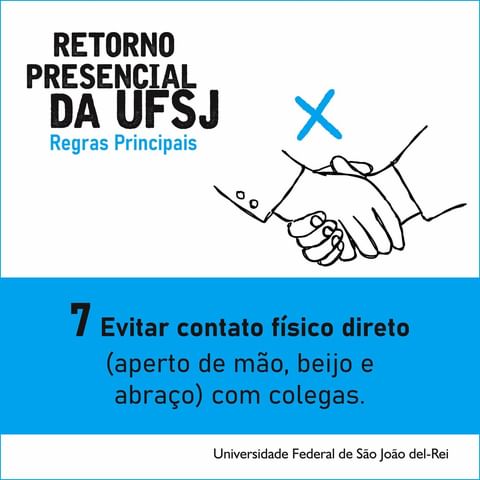 RETORNO
PRESENCIAL
DA UFSJ
Regras Principais
7 Evitar contato físico direto
(aperto de mão, beijo e
abraço) com colegas.
Universidade Federal de São João del-Rei